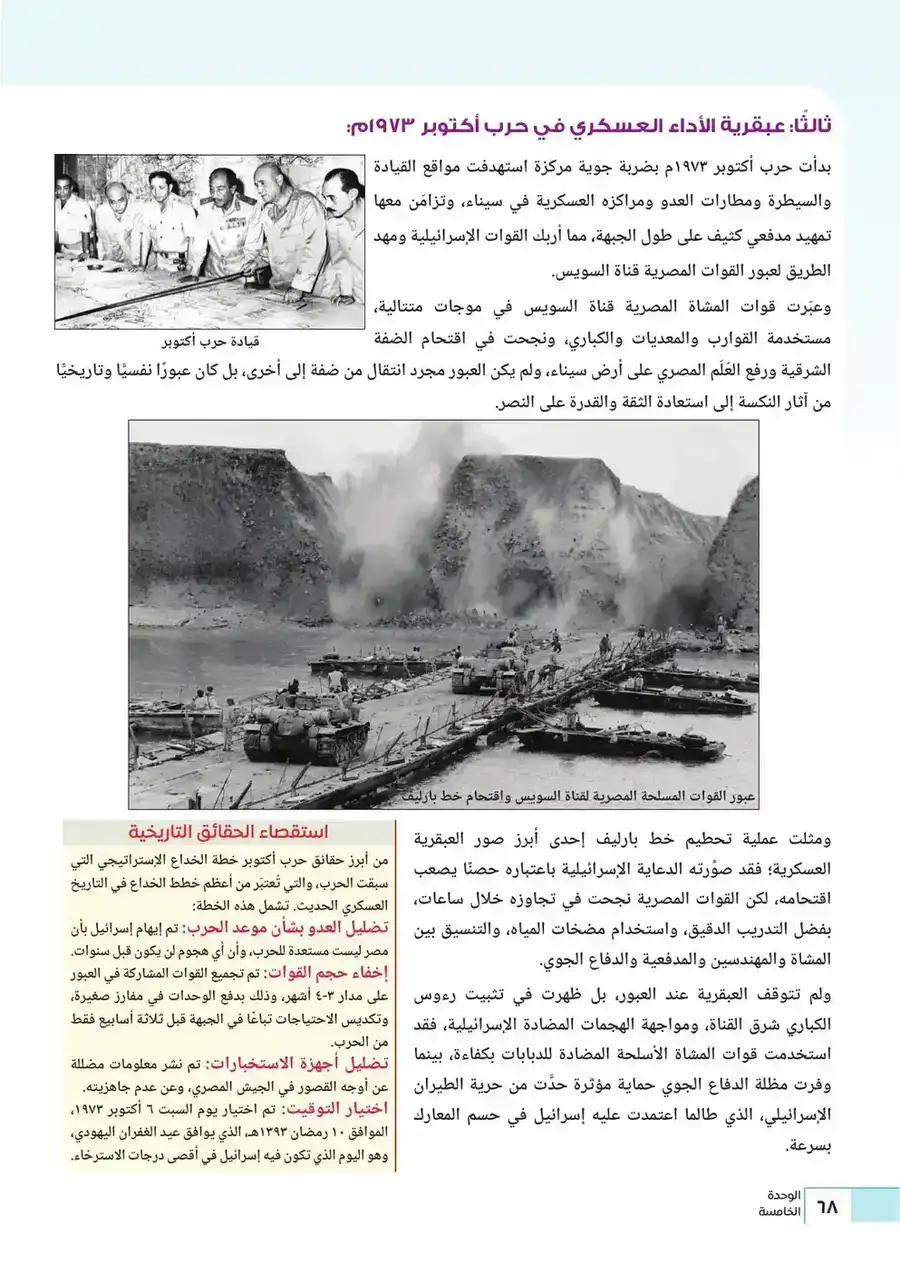 ثالثًا: عبقرية الأداء العسكري في حرب أكتوبر ١٩٧٣م:
بدأت حرب أكتوبر ١٩٧٣م بضربة جوية مركزة استهدفت مواقع القيادة
والسيطرة ومطارات العدو ومراكزه العسكرية في سيناء، وتزامَن معها
تمهيد مدفعي كثيف على طول الجبهة، مما أربك القوات الإسرائيلية ومهد
الطريق لعبور القوات المصرية قناة السويس.
وعبَرت قوات المشاة المصرية قناة السويس في موجات متتالية،
مستخدمة القوارب والمعديات والكباري، ونجحت في اقتحام الضفة
الشرقية ورفع العَلَم المصري على أرض سيناء، ولم يكن العبور مجرد انتقال من ضفة إلى أخرى، بل كان عبورًا نفسيًّا وتاريخيًّا
من آثار النكسة إلى استعادة الثقة والقدرة على النصر.
قيادة حرب أكتوبر
عبور القوات المسلحة المصرية لقناة السويس واقتحام خط بارليف
ومثلت عملية تحطيم خط بارليف إحدى أبرز صور العبقرية
العسكرية؛ فقد صوَّرته الدعاية الإسرائيلية باعتباره حصنًا يصعب
اقتحامه، لكن القوات المصرية نجحت في تجاوزه خلال ساعات،
بفضل التدريب الدقيق، واستخدام مضخات المياه، والتنسيق بين
المشاة والمهندسين والمدفعية والدفاع الجوي.
ولم تتوقف العبقرية عند العبور، بل ظهرت في تثبيت رءوس
الكباري شرق القناة، ومواجهة الهجمات المضادة الإسرائيلية، فقد
استخدمت قوات المشاة الأسلحة المضادة للدبابات بكفاءة، بينما
وفرت مظلة الدفاع الجوي حماية مؤثرة حدَّت من حرية الطيران
الإسرائيلي، الذي طالما اعتمدت عليه إسرائيل في حسم المعارك
بسرعة.
استقصاء الحقائق التاريخية
من أبرز حقائق حرب أكتوبر خطة الخداع الإستراتيجي التي
سبقت الحرب، والتي تُعتبَر من أعظم خطط الخداع في التاريخ
العسكري الحديث. تشمل هذه الخطة:
تضليل العدو بشأن موعد الحرب: تم إيهام إسرائيل بأن
مصر ليست مستعدة للحرب، وأن أي هجوم لن يكون قبل سنوات.
إخفاء حجم القوات: تم تجميع القوات المشاركة في العبور
على مدار ٣-٤ أشهر، وذلك بدفع الوحدات في مفارز صغيرة،
وتكديس الاحتياجات تباعًا في الجبهة قبل ثلاثة أسابيع فقط
من الحرب.
تضليل أجهزة الاستخبارات: تم نشر معلومات مضللة
عن أوجه القصور في الجيش المصري، وعن عدم جاهزيته.
اختيار التوقيت: تم اختيار يوم السبت ٦ أكتوبر ١٩٧٣،
الموافق ١٠ رمضان ١٣٩٣هـ، الذي يوافق عيد الغفران اليهودي،
وهو اليوم الذي تكون فيه إسرائيل في أقصى درجات الاسترخاء.
٦٨
الوحدة
الخامسة